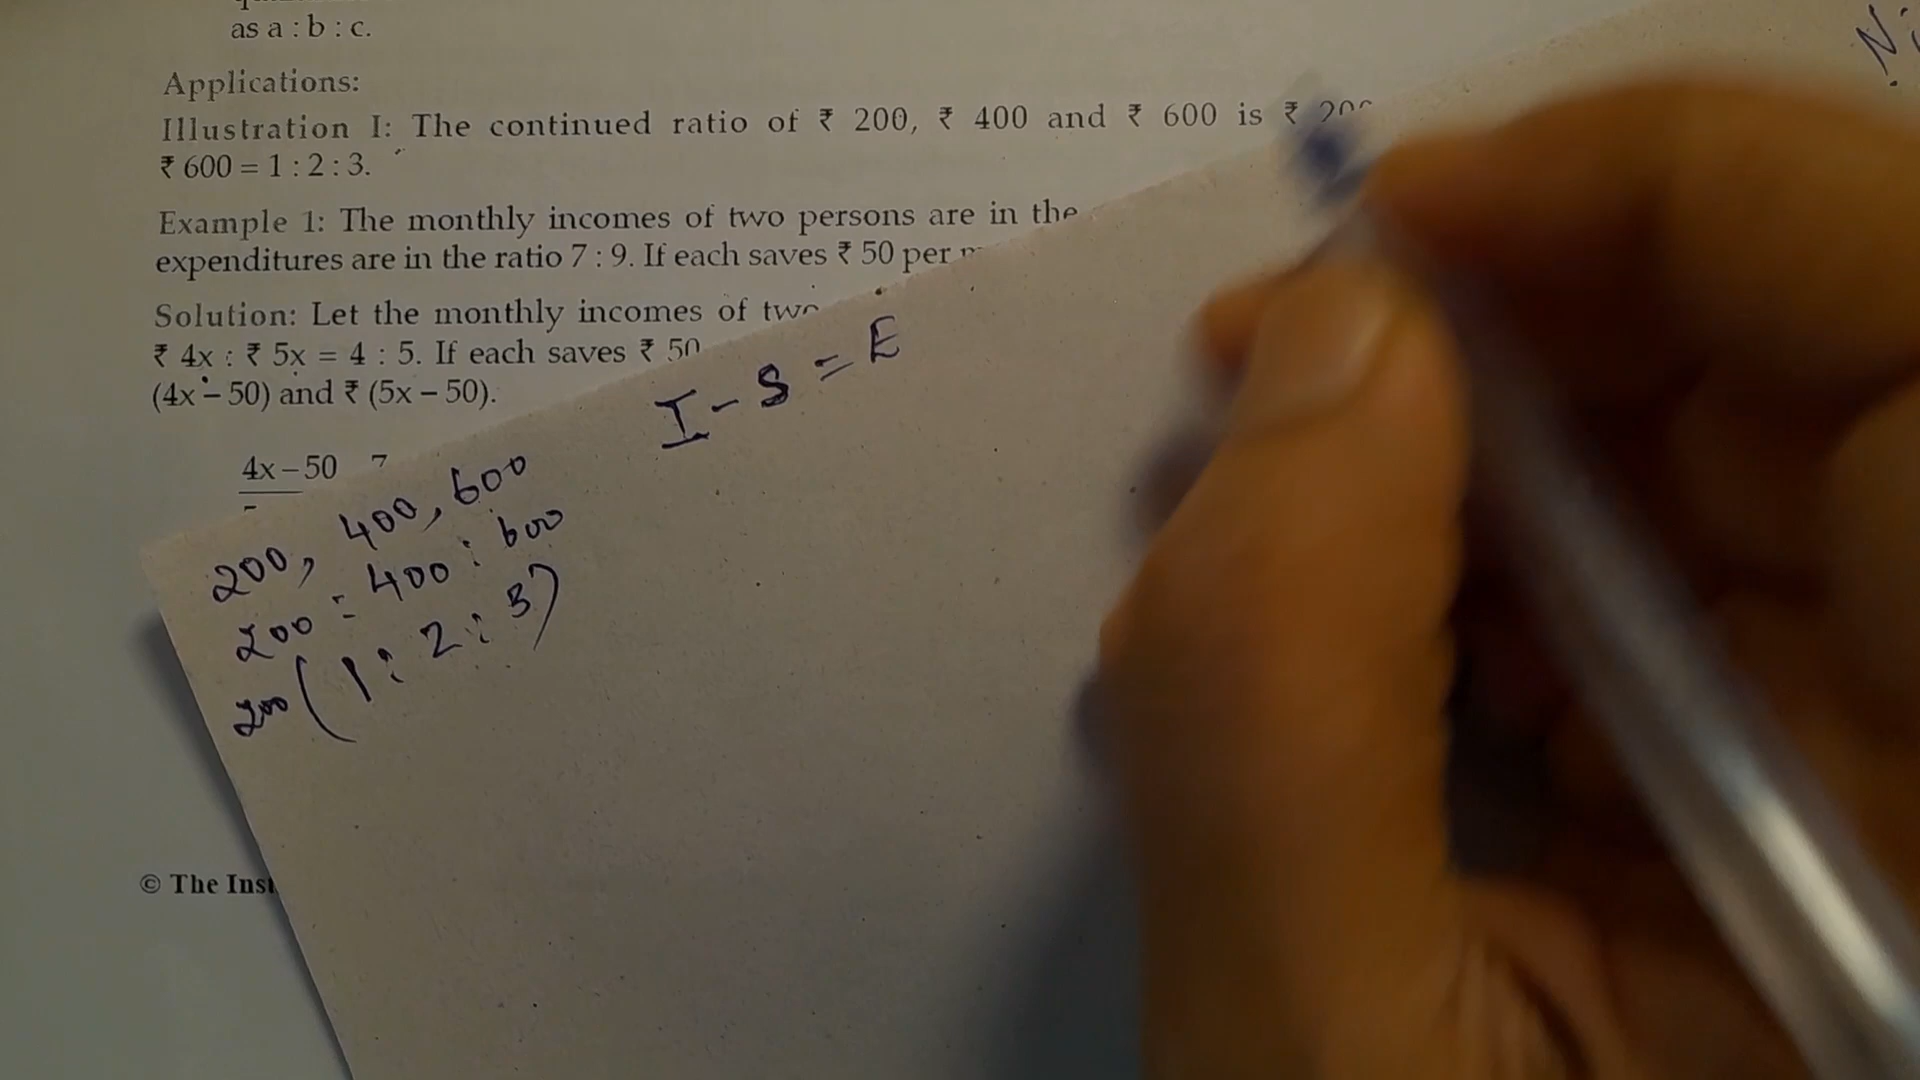 as a : b : c.
Applications:
Illustration I: The continued ratio of ₹ 200, ₹ 400 and ₹ 600 is ₹
₹ 600 = 1 : 2 : 3.
Example 1: The monthly incomes of two persons are in the
expenditures are in the ratio 7 : 9. If each saves ₹ 50 per
Solution: Let the monthly incomes of two
₹ 4x : ₹ 5x = 4 : 5. If each saves ₹ 50
(4x – 50) and ₹ (5x – 50).
4x – 50 7
I - S = E
200, 400, 600
200 : 400 : 600
200 ( 1 : 2 : 3 )
© The Inst